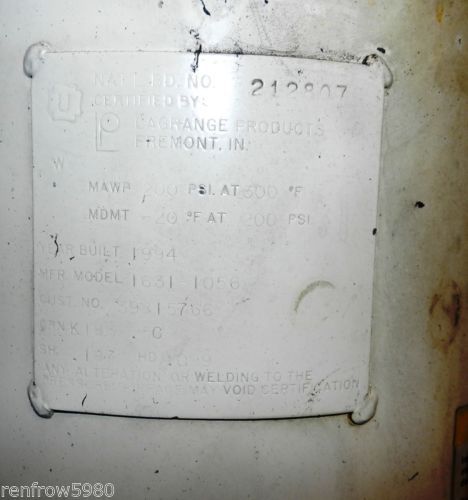 NAT'L BD. NO. 212807
U
CERTIFIED BY:
LAGRANGE PRODUCTS
FREMONT, IN.
W
MAWP 200 PSI. AT 300 °F
MDMT -20 °F AT 200 PSI
YEAR BUILT 1994
MFR MODEL 1631-1056
CUST. NO.
CRN K C
SH. HD.
ANY ALTERATION OR WELDING TO THE
MAY VOID CERTIFICATION
renfrow5980